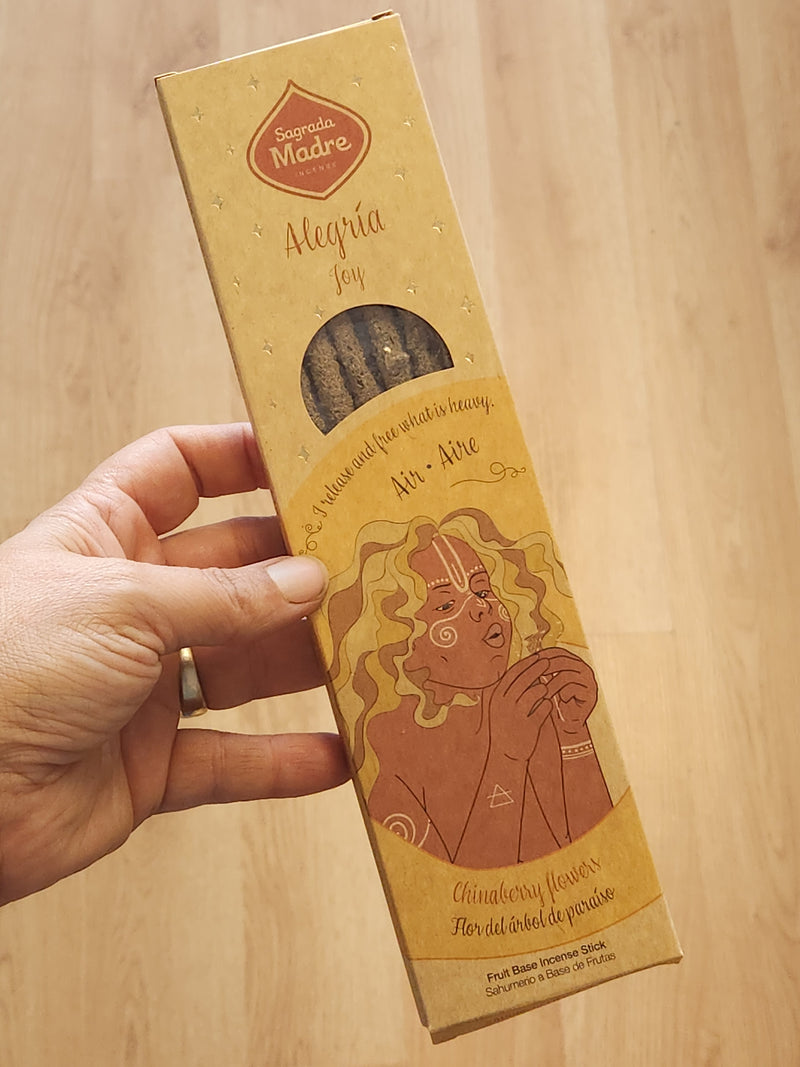 Sagrada
Madre
INCENSE
Alegría
Joy
I release and free what is heavy.
Air • Aire
Chinaberry flowers
Flor del árbol de paraíso
Fruit Base Incense Stick
Sahumerio a Base de Frutas